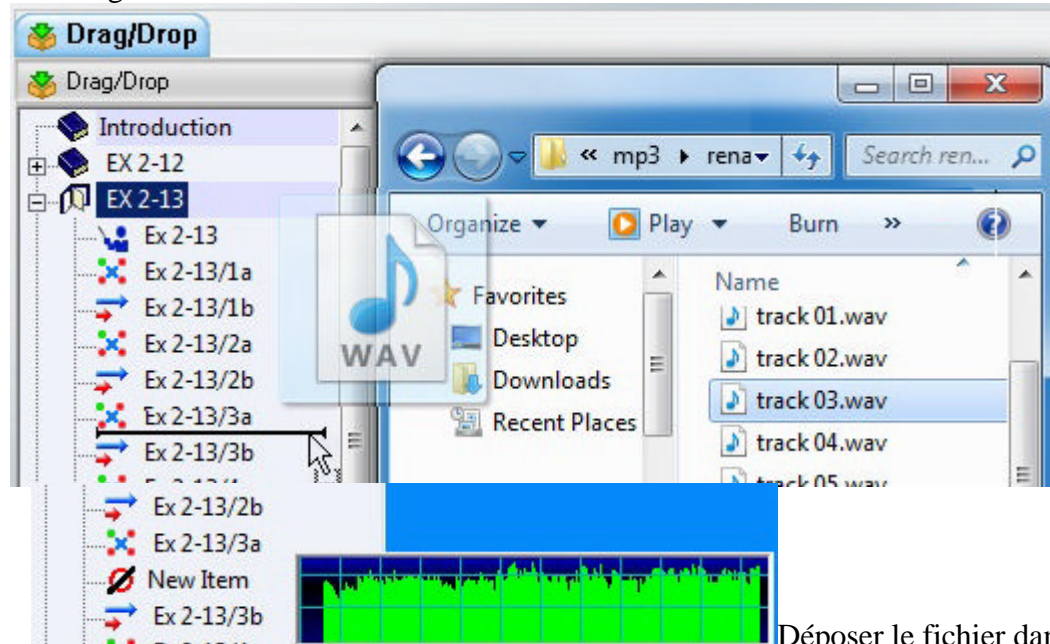 Drag/Drop
Drag/Drop
Introduction
EX 2-12
EX 2-13
Ex 2-13
Ex 2-13/1a
Ex 2-13/1b
Ex 2-13/2a
Ex 2-13/2b
Ex 2-13/3a
Ex 2-13/3b
WAV
« mp3 rena
Search ren...
Organize Play Burn »
Favorites
Desktop
Downloads
Recent Places
Name
track 01.wav
track 02.wav
track 03.wav
track 04.wav
track 05.wav
Ex 2-13/2b
Ex 2-13/3a
New Item
Ex 2-13/3b
Déposer le fichier